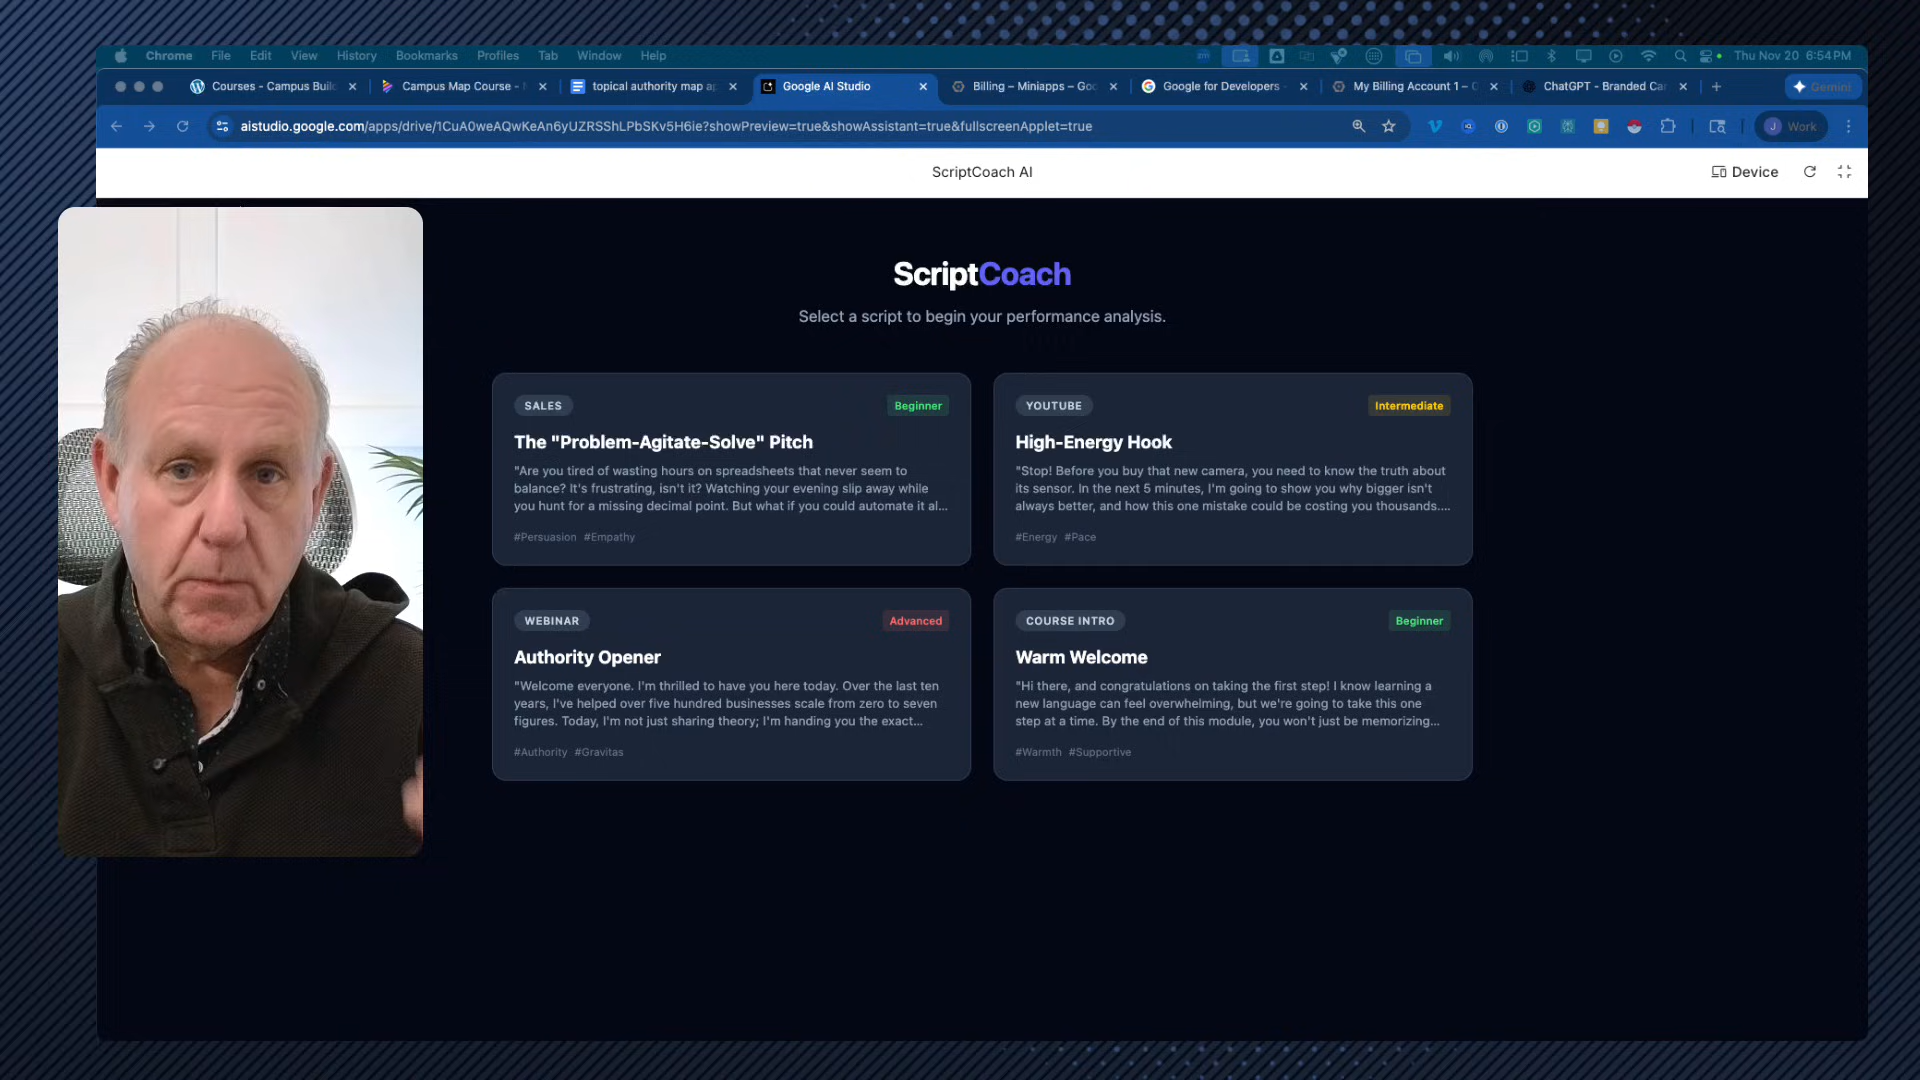 Chrome File Edit View History Bookmarks Profiles Tab Window Help Thu Nov 20 6:54 PM
Courses - Campus Buil Campus Map Course - topical authority map a Google AI Studio Billing – Miniapps – Goo Google for Developers My Billing Account 1 – G ChatGPT - Branded Ca Gemini
aistudio.google.com/apps/drive/1CuA0weAQwKeAn6yUZRSShLPbSKv5H6ie?showPreview=true&showAssistant=true&fullscreenApplet=true J Work
ScriptCoach AI Device
ScriptCoach
Select a script to begin your performance analysis.
SALES Beginner
The "Problem-Agitate-Solve" Pitch
"Are you tired of wasting hours on spreadsheets that never seem to
balance? It's frustrating, isn't it? Watching your evening slip away while
you hunt for a missing decimal point. But what if you could automate it al...
#Persuasion #Empathy
YOUTUBE Intermediate
High-Energy Hook
"Stop! Before you buy that new camera, you need to know the truth about
its sensor. In the next 5 minutes, I'm going to show you why bigger isn't
always better, and how this one mistake could be costing you thousands....
#Energy #Pace
WEBINAR Advanced
Authority Opener
"Welcome everyone. I'm thrilled to have you here today. Over the last ten
years, I've helped over five hundred businesses scale from zero to seven
figures. Today, I'm not just sharing theory; I'm handing you the exact...
#Authority #Gravitas
COURSE INTRO Beginner
Warm Welcome
"Hi there, and congratulations on taking the first step! I know learning a
new language can feel overwhelming, but we're going to take this one
step at a time. By the end of this module, you won't just be memorizing...
#Warmth #Supportive